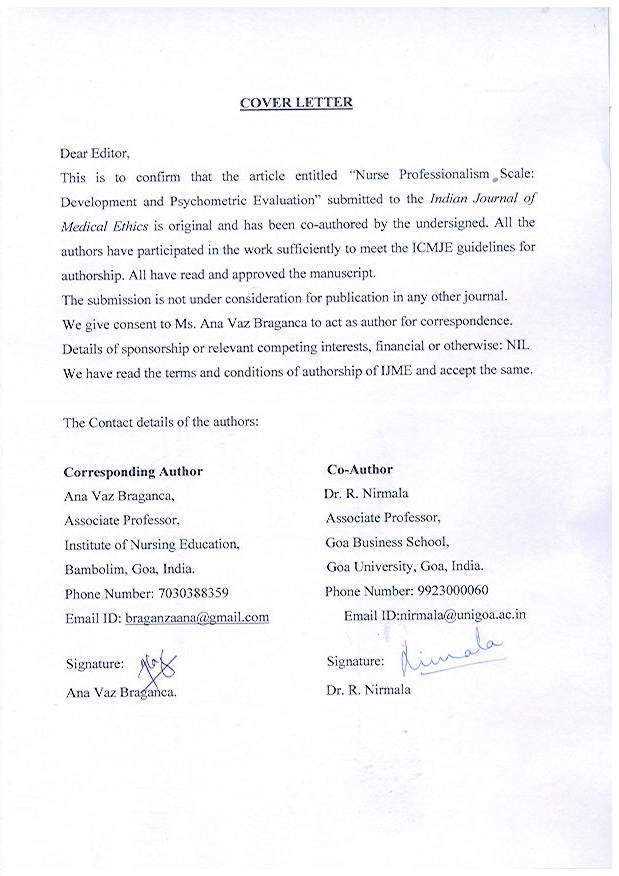 COVER LETTER
Dear Editor,
This is to confirm that the article entitled “Nurse Professionalism Scale:
Development and Psychometric Evaluation” submitted to the Indian Journal of
Medical Ethics is original and has been co-authored by the undersigned. All the
authors have participated in the work sufficiently to meet the ICMJE guidelines for
authorship. All have read and approved the manuscript.
The submission is not under consideration for publication in any other journal.
We give consent to Ms. Ana Vaz Braganca to act as author for correspondence.
Details of sponsorship or relevant competing interests, financial or otherwise: NIL
We have read the terms and conditions of authorship of IJME and accept the same.
The Contact details of the authors:
Corresponding Author
Ana Vaz Braganca,
Associate Professor,
Institute of Nursing Education,
Bambolim, Goa, India.
Phone Number: 7030388359
Email ID: braganzaana@gmail.com
Signature:
Ana Vaz Braganca.
Co-Author
Dr. R. Nirmala
Associate Professor,
Goa Business School,
Goa University, Goa, India.
Phone Number: 9923000060
Email ID:nirmala@unigoa.ac.in
Signature: Nirmala
Dr. R. Nirmala